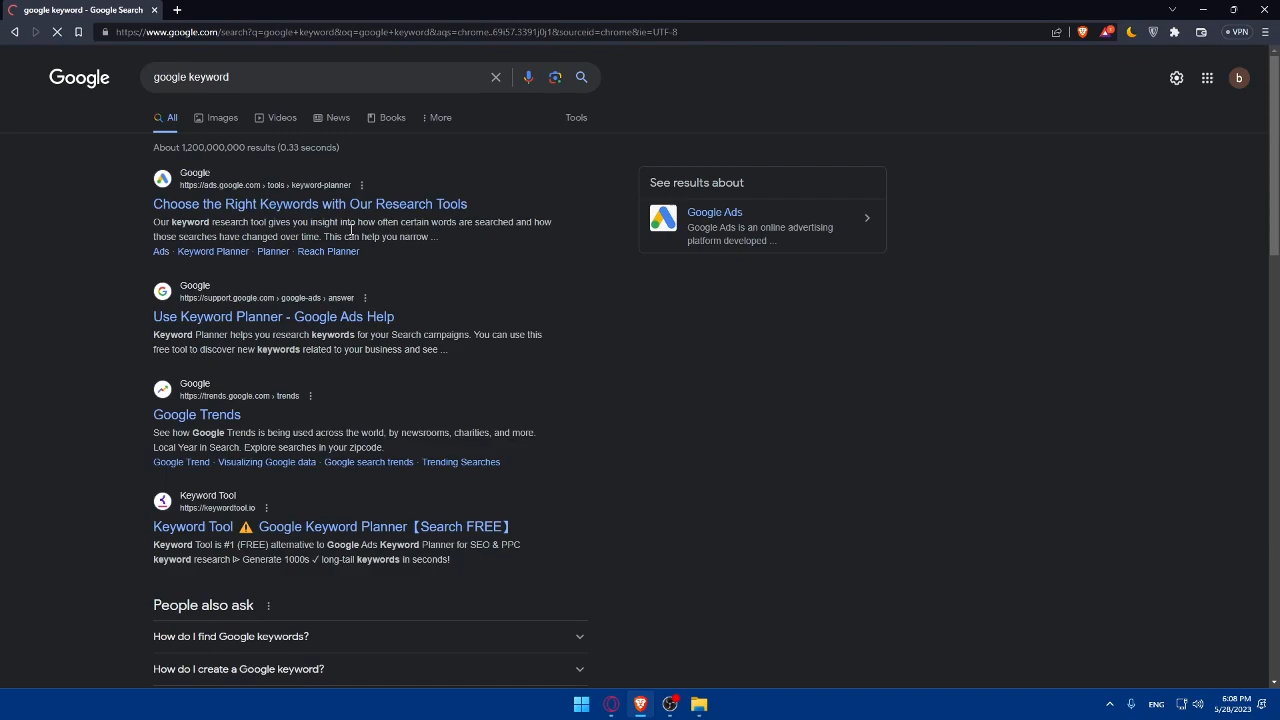 google keyword - Google Search
https://www.google.com/search?q=google+keyword&oq=google+keyword&aqs=chrome..69i57.3391j0j1&sourceid=chrome&ie=UTF-8
VPN
Google
google keyword
b
All Images Videos News Books More Tools
About 1,200,000,000 results (0.33 seconds)
Google
https://ads.google.com › tools › keyword-planner
Choose the Right Keywords with Our Research Tools
Our keyword research tool gives you insight into how often certain words are searched and how
those searches have changed over time. This can help you narrow ...
Ads · Keyword Planner · Planner · Reach Planner
See results about
Google Ads
Google Ads is an online advertising
platform developed ...
Google
https://support.google.com › google-ads › answer
Use Keyword Planner - Google Ads Help
Keyword Planner helps you research keywords for your Search campaigns. You can use this
free tool to discover new keywords related to your business and see ...
Google
https://trends.google.com › trends
Google Trends
See how Google Trends is being used across the world, by newsrooms, charities, and more.
Local Year in Search. Explore searches in your zipcode.
Google Trend · Visualizing Google data · Google search trends · Trending Searches
Keyword Tool
https://keywordtool.io
Keyword Tool ⚠️ Google Keyword Planner【Search FREE】
Keyword Tool is #1 (FREE) alternative to Google Ads Keyword Planner for SEO & PPC
keyword research ᐉ Generate 1000s ✓ long-tail keywords in seconds!
People also ask
How do I find Google keywords?
How do I create a Google keyword?
ENG
6:08 PM
5/28/2023